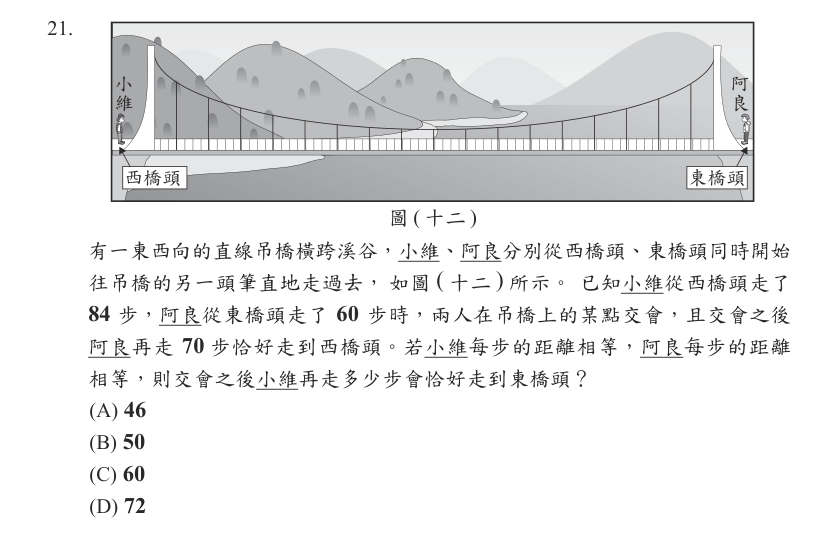 21.
小維
阿良
西橋頭
東橋頭
圖(十二)
有一東西向的直線吊橋橫跨溪谷，小維、阿良分別從西橋頭、東橋頭同時開始
往吊橋的另一頭筆直地走過去，如圖(十二)所示。已知小維從西橋頭走了
84 步，阿良從東橋頭走了 60 步時，兩人在吊橋上的某點交會，且交會之後
阿良再走 70 步恰好走到西橋頭。若小維每步的距離相等，阿良每步的距離
相等，則交會之後小維再走多少步會恰好走到東橋頭？
(A) 46
(B) 50
(C) 60
(D) 72